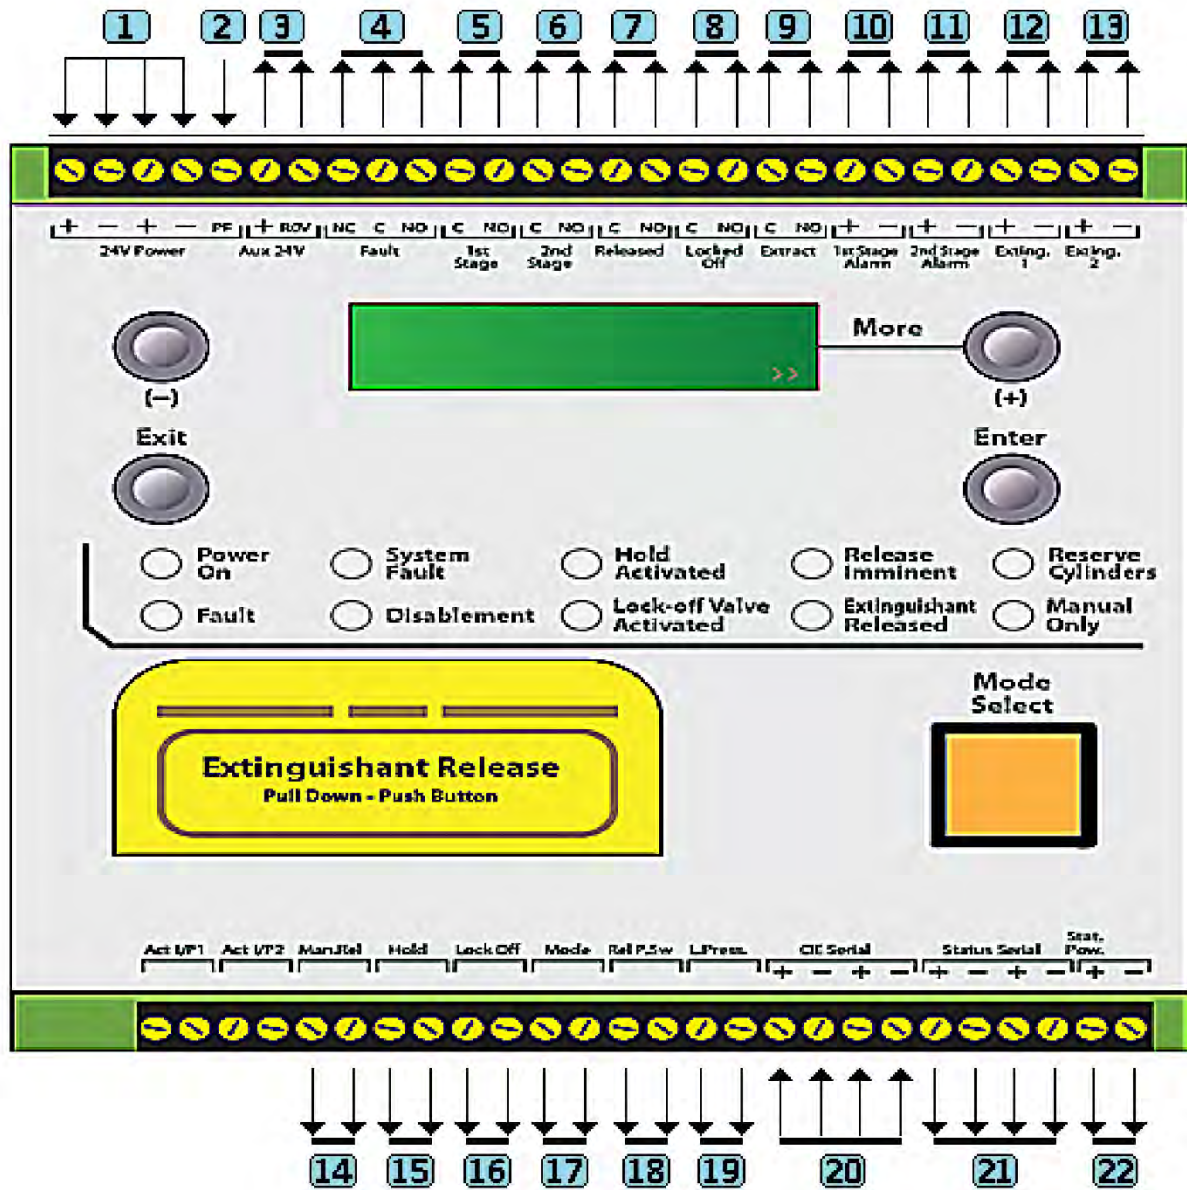 1 2 3 4 5 6 7 8 9 10 11 12 13
+ − + − PF + R0V NC C NO C NO C NO C NO C NO C NO + − + − + − + −
24V Power Aux 24V Fault 1st Stage 2nd Stage Released Locked Off Extract 1st Stage Alarm 2nd Stage Alarm Exting. 1 Exting. 2
More
>>
(−) (+)
Exit Enter
Power On System Fault Hold Activated Release Imminent Reserve Cylinders
Fault Disablement Lock-off Valve Activated Extinguishant Released Manual Only
Mode
Select
Extinguishant Release
Pull Down - Push Button
Act I/P1 Act I/P2 Man.Rel Hold Lock Off Mode Rel P.Sw L.Press. CIE Serial Status Serial Stat. Pow.
+ − + − + − + − + −
14 15 16 17 18 19 20 21 22